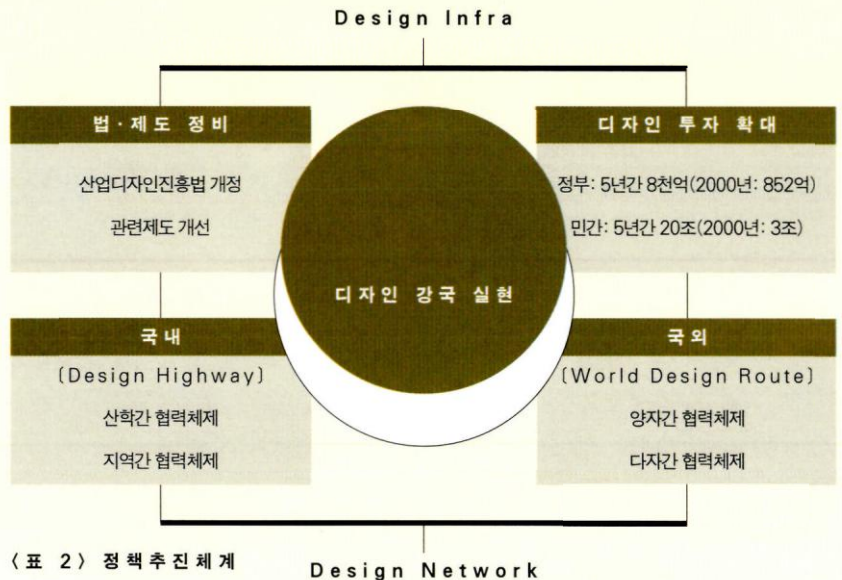 Design Infra
법·제도 정비
산업디자인진흥법 개정
관련제도 개선
디자인 투자 확대
정부: 5년간 8천억(2000년: 852억)
민간: 5년간 20조(2000년: 3조)
디자인 강국 실현
국내
(Design Highway)
산학간 협력체제
지역간 협력체제
국외
(World Design Route)
양자간 협력체제
다자간 협력체제
〈표 2〉 정책추진체계
Design Network